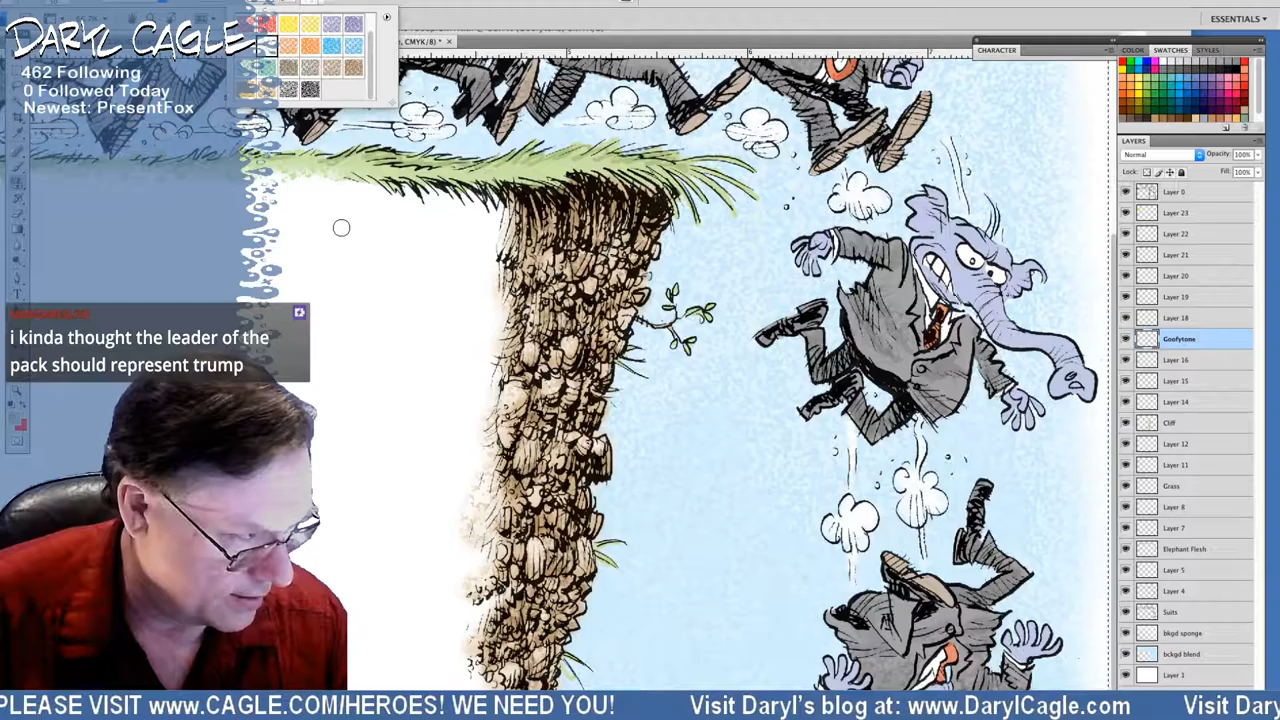 DARYL CAGLE
462 Following
0 Followed Today
Newest: PresentFox
i kinda thought the leader of the
pack should represent trump
, CMYK/8) *
ESSENTIALS
CHARACTER
COLOR SWATCHES STYLES
LAYERS
Normal Opacity: 100%
Lock: Fill: 100%
Layer 0
Layer 23
Layer 22
Layer 21
Layer 20
Layer 19
Layer 18
Goofytone
Layer 16
Layer 15
Layer 14
Cliff
Layer 12
Layer 11
Grass
Layer 8
Layer 7
Elephant Flesh
Layer 5
Layer 4
Suits
bkgd sponge
bckgd blend
Layer 1
PLEASE VISIT www.CAGLE.COM/HEROES! WE NEED YOU! Visit Daryl's blog at: www.DarylCagle.com Visit Dary